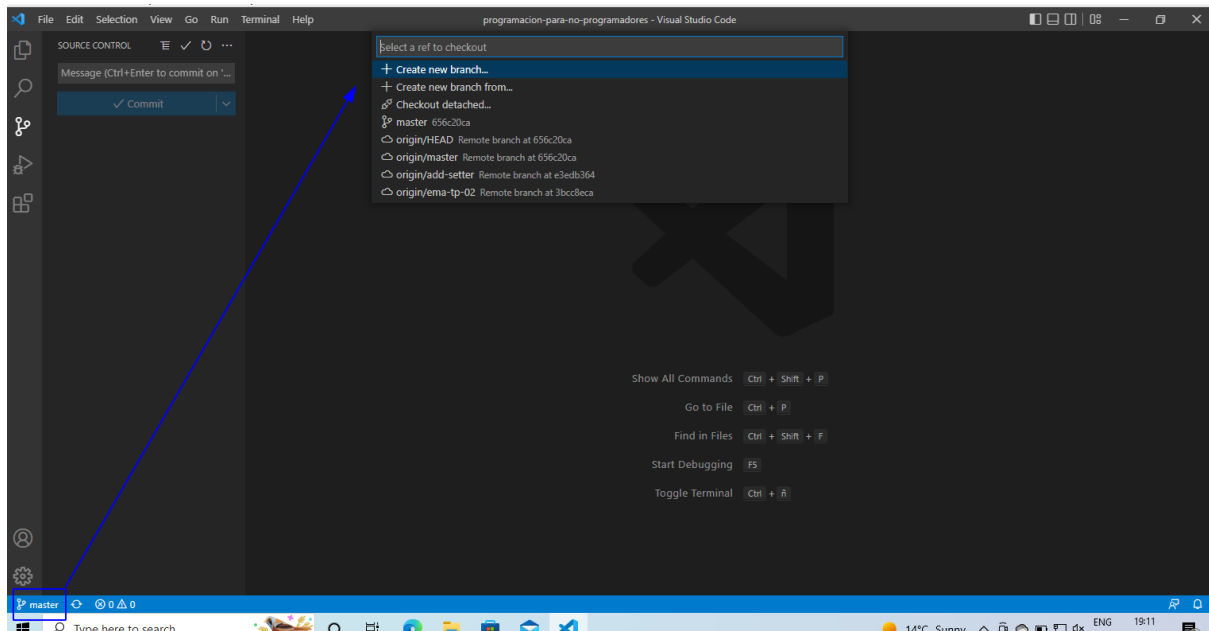 File Edit Selection View Go Run Terminal Help
programacion-para-no-programadores - Visual Studio Code
SOURCE CONTROL
Message (Ctrl+Enter to commit on '...
Commit
Select a ref to checkout
Create new branch...
Create new branch from...
Checkout detached...
master 656c20ca
origin/HEAD Remote branch at 656c20ca
origin/master Remote branch at 656c20ca
origin/add-setter Remote branch at e3edb364
origin/ema-tp-02 Remote branch at 3bcc8eca
Show All Commands Ctrl + Shift + P
Go to File Ctrl + P
Find in Files Ctrl + Shift + F
Start Debugging F5
Toggle Terminal Ctrl + ñ
master 0 0
Type here to search
14°C Sunny
ENG
19:11